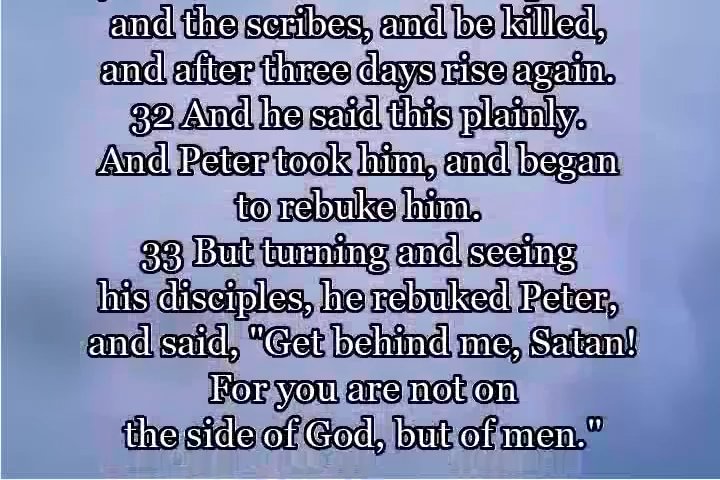 and the scribes, and be killed,
and after three days rise again.
32 And he said this plainly.
And Peter took him, and began
to rebuke him.
33 But turning and seeing
his disciples, he rebuked Peter,
and said, "Get behind me, Satan!
For you are not on
the side of God, but of men."